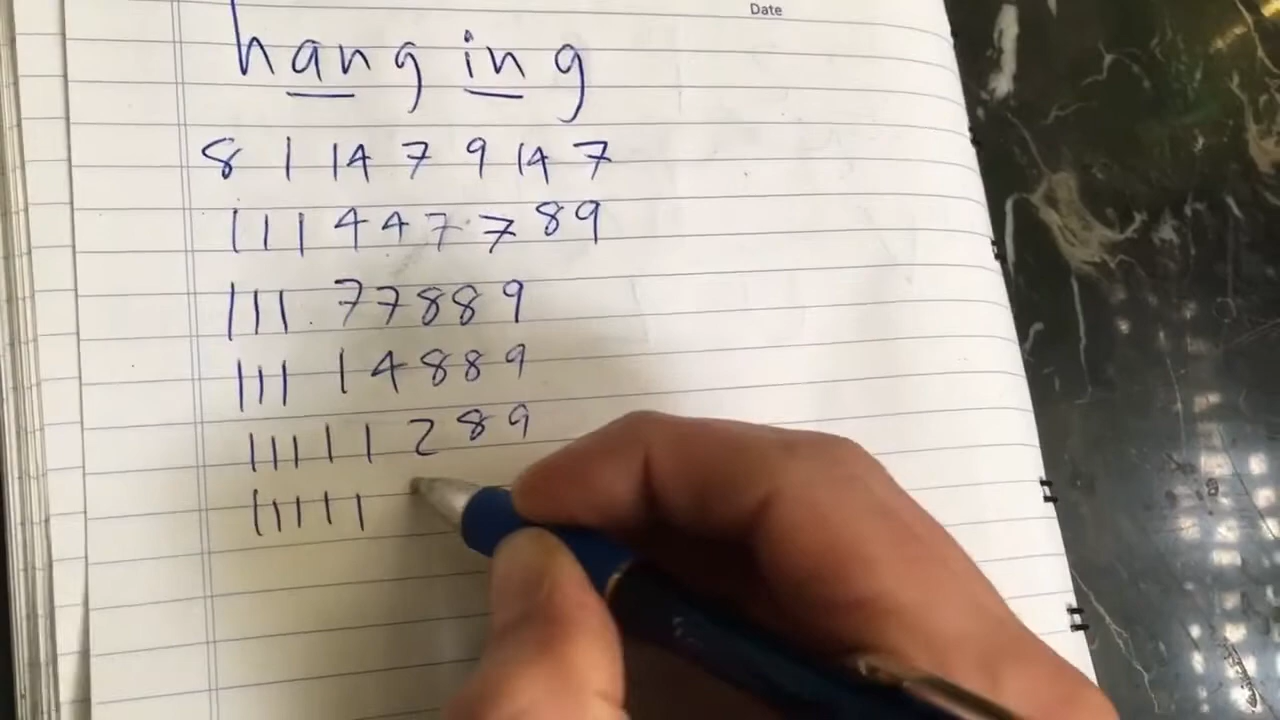 Date
hanging
8 1 14 7 9 14 7
1 1 1 4 4 7 7 8 9
1 1 1 7 7 8 8 9
1 1 1 1 4 8 8 9
1 1 1 1 1 1 2 8 9
1 1 1 1 1 1